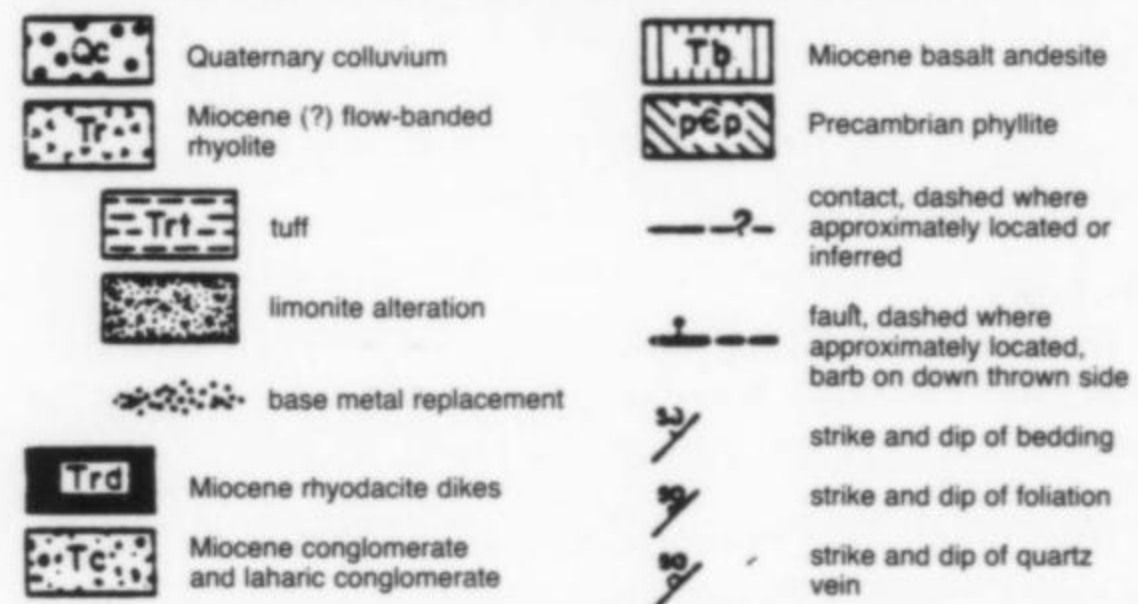 Qc
Quaternary colluvium
Tr
Miocene (?) flow-banded
rhyolite
Trt
tuff
limonite alteration
base metal replacement
Trd
Miocene rhyodacite dikes
Tc
Miocene conglomerate
and laharic conglomerate
Tb
Miocene basalt andesite
pЄp
Precambrian phyllite
?
contact, dashed where
approximately located or
inferred
fault, dashed where
approximately located,
barb on down thrown side
strike and dip of bedding
strike and dip of foliation
strike and dip of quartz
vein